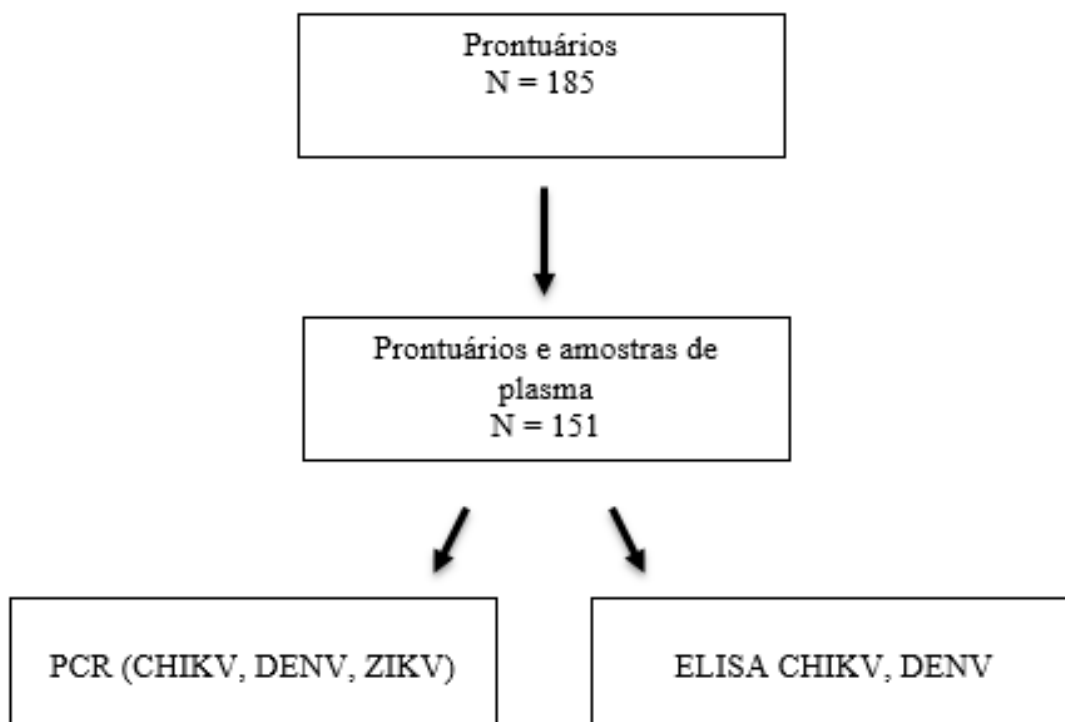 Prontuários
N = 185
Prontuários e amostras de
plasma
N = 151
PCR (CHIKV, DENV, ZIKV)
ELISA CHIKV, DENV